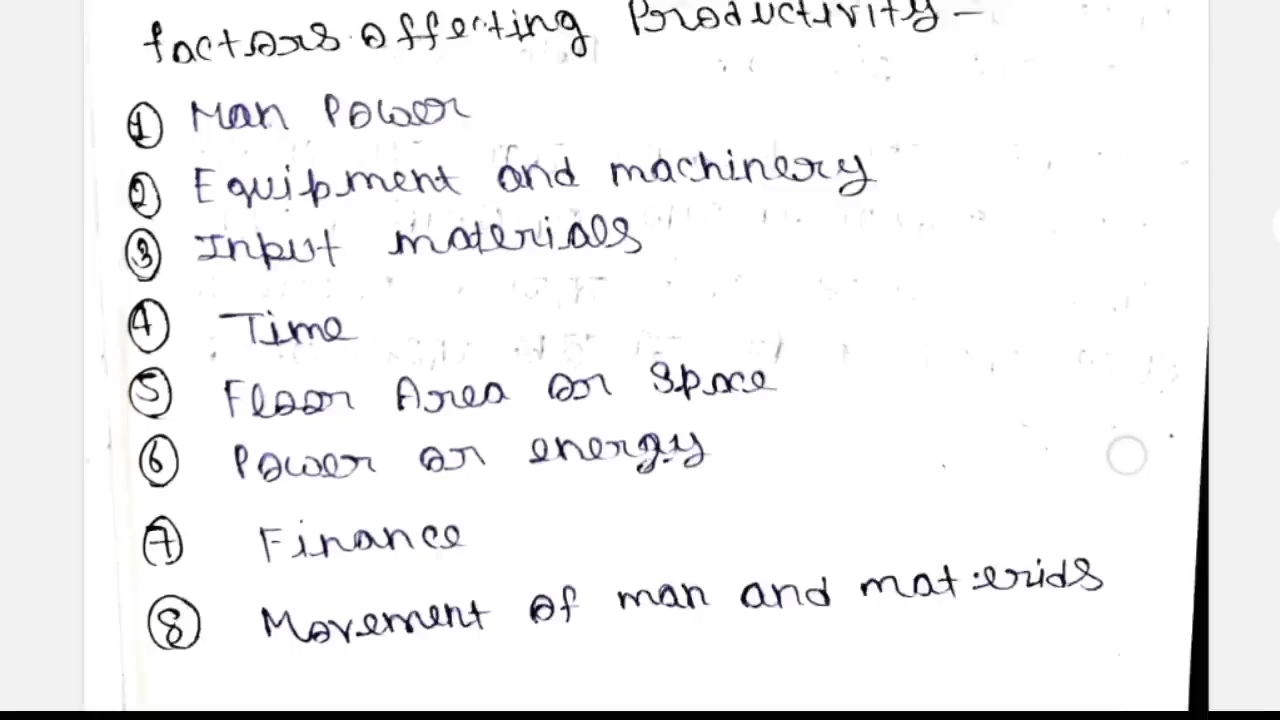 factors offecting Productivity -
① Man Power
② Equipment and machinery
③ Input materials
④ Time
⑤ Floor Area or Space
⑥ Power or energy
⑦ Finance
⑧ Movement of man and materials